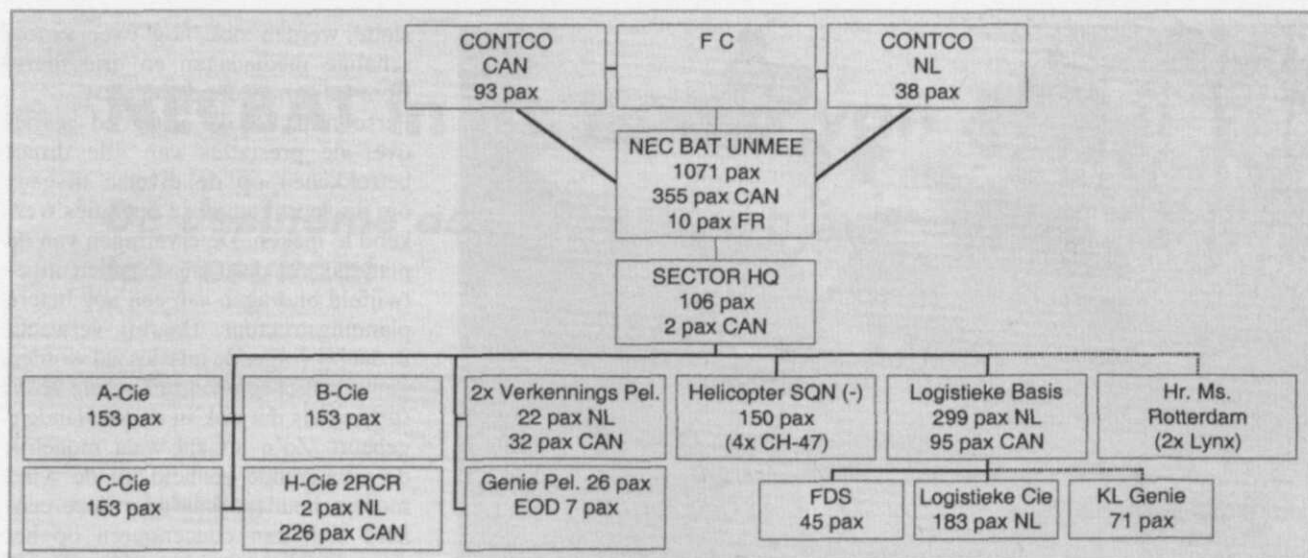 CONTCO
CAN
93 pax
F C
CONTCO
NL
38 pax
NEC BAT UNMEE
1071 pax
355 pax CAN
10 pax FR
SECTOR HQ
106 pax
2 pax CAN
A-Cie
153 pax
B-Cie
153 pax
2x Verkennings Pel.
22 pax NL
32 pax CAN
Helicopter SQN (-)
150 pax
(4x CH-47)
Logistieke Basis
299 pax NL
95 pax CAN
Hr. Ms.
Rotterdam
(2x Lynx)
C-Cie
153 pax
H-Cie 2RCR
2 pax NL
226 pax CAN
Genie Pel. 26 pax
EOD 7 pax
FDS
45 pax
Logistieke Cie
183 pax NL
KL Genie
71 pax